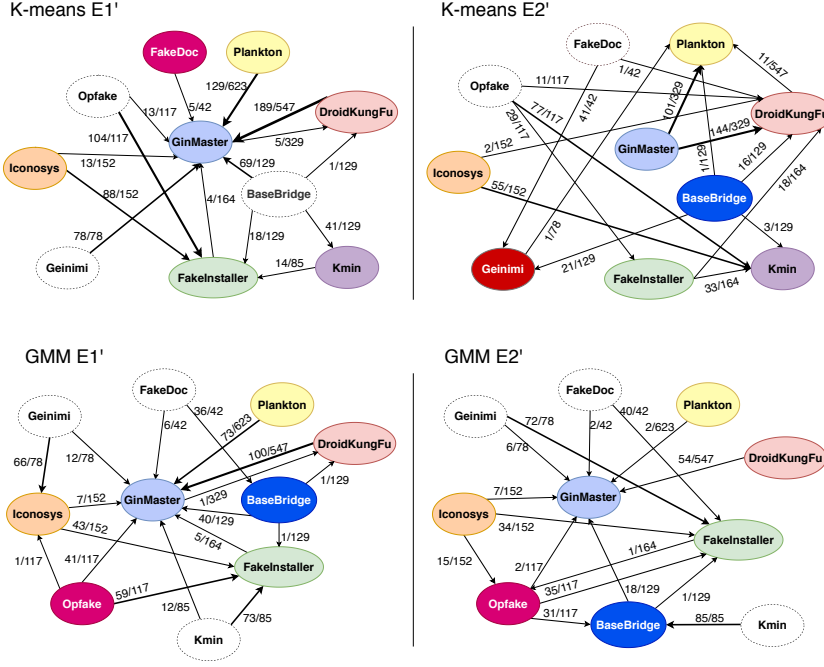 K-means E1'
K-means E2'
FakeDoc
Plankton
129/623
5/42
Opfake
13/117
189/547
DroidKungFu
104/117
GinMaster
5/329
Iconosys
13/152
69/129
1/129
88/152
4/164
BaseBridge
78/78
18/129
41/129
Geinimi
FakeInstaller
14/85
Kmin
FakeDoc
Plankton
1/42
11/547
Opfake
11/117
101/329
DroidKungFu
29/117
77/117
41/42
2/152
GinMaster
144/329
Iconosys
1/129
16/129
18/164
55/152
BaseBridge
1/78
3/129
Geinimi
21/129
FakeInstaller
33/164
Kmin
GMM E1'
GMM E2'
FakeDoc
Geinimi
36/42
Plankton
6/42
73/623
66/78
12/78
100/547
DroidKungFu
1/129
7/152
GinMaster
1/329
BaseBridge
Iconosys
40/129
43/152
5/164
1/129
1/117
41/117
FakeInstaller
Opfake
59/117
12/85
73/85
Kmin
FakeDoc
Geinimi
72/78
40/42
Plankton
2/42
2/623
6/78
54/547
DroidKungFu
7/152
GinMaster
Iconosys
34/152
FakeInstaller
15/152
2/117
1/164
35/117
18/129
1/129
Opfake
31/117
BaseBridge
85/85
Kmin